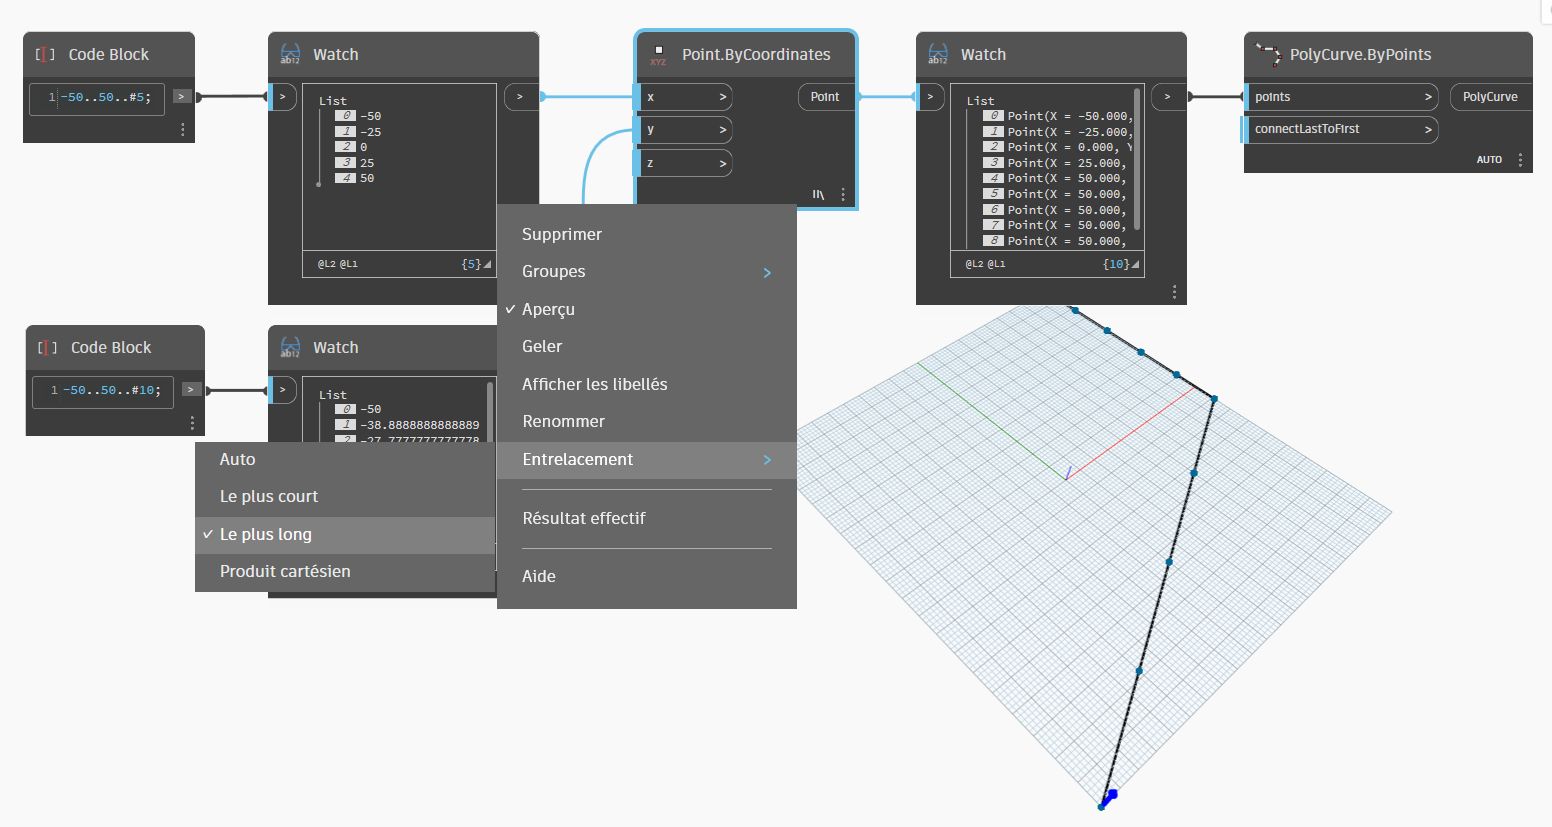 Code Block
1 -50..50..#5;
>
Watch
>
>
List
0 -50
1 -25
2 0
3 25
4 50
@L2 @L1
{5}
Point.ByCoordinates
XYZ
x >
y >
z >
Point
Watch
>
>
List
0 Point(X = -50.000,
1 Point(X = -25.000,
2 Point(X = 0.000, Y
3 Point(X = 25.000,
4 Point(X = 50.000,
5 Point(X = 50.000,
6 Point(X = 50.000,
7 Point(X = 50.000,
8 Point(X = 50.000,
@L2 @L1
{10}
PolyCurve.ByPoints
points >
connectLastToFirst >
PolyCurve
AUTO
Code Block
1 -50..50..#10;
>
Watch
>
List
0 -50
1 -38.8888888888889
2 -27.7777777777778
Supprimer
Groupes >
✓ Aperçu
Geler
Afficher les libellés
Renommer
Entrelacement >
Résultat effectif
Aide
Auto
Le plus court
✓ Le plus long
Produit cartésien